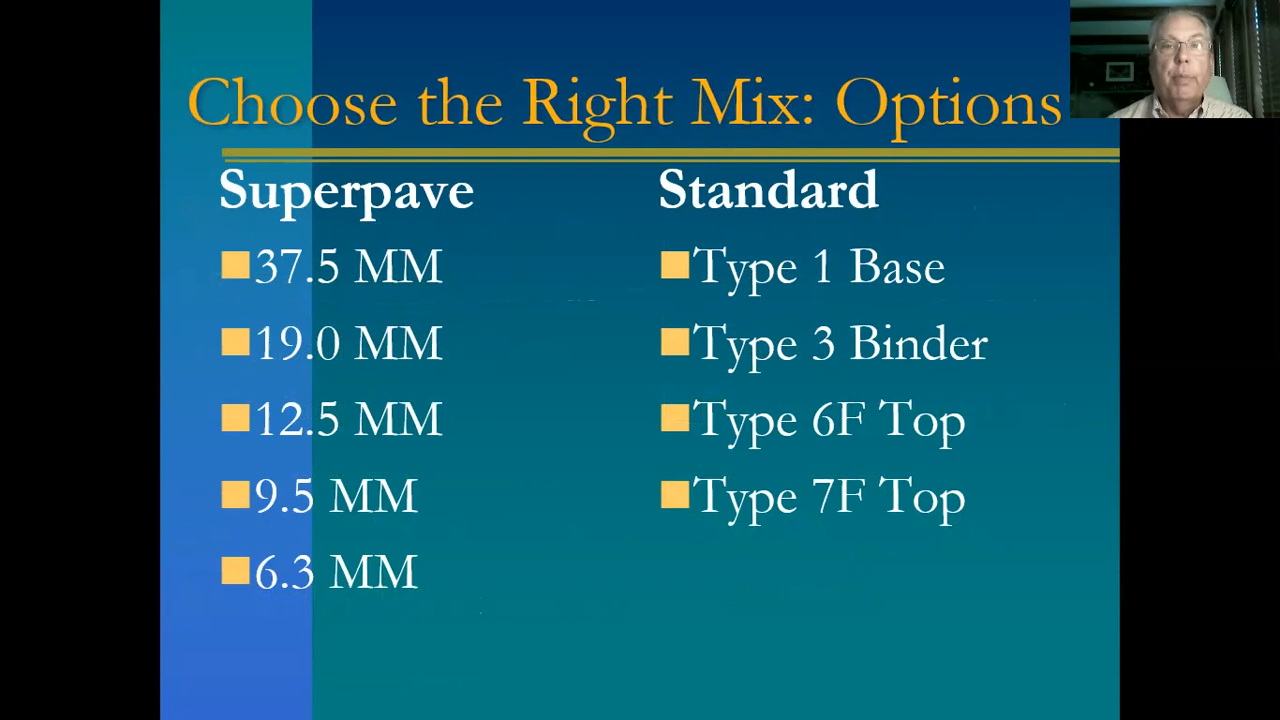 Choose the Right Mix: Options
Superpave
37.5 MM
19.0 MM
12.5 MM
9.5 MM
6.3 MM
Standard
Type 1 Base
Type 3 Binder
Type 6F Top
Type 7F Top